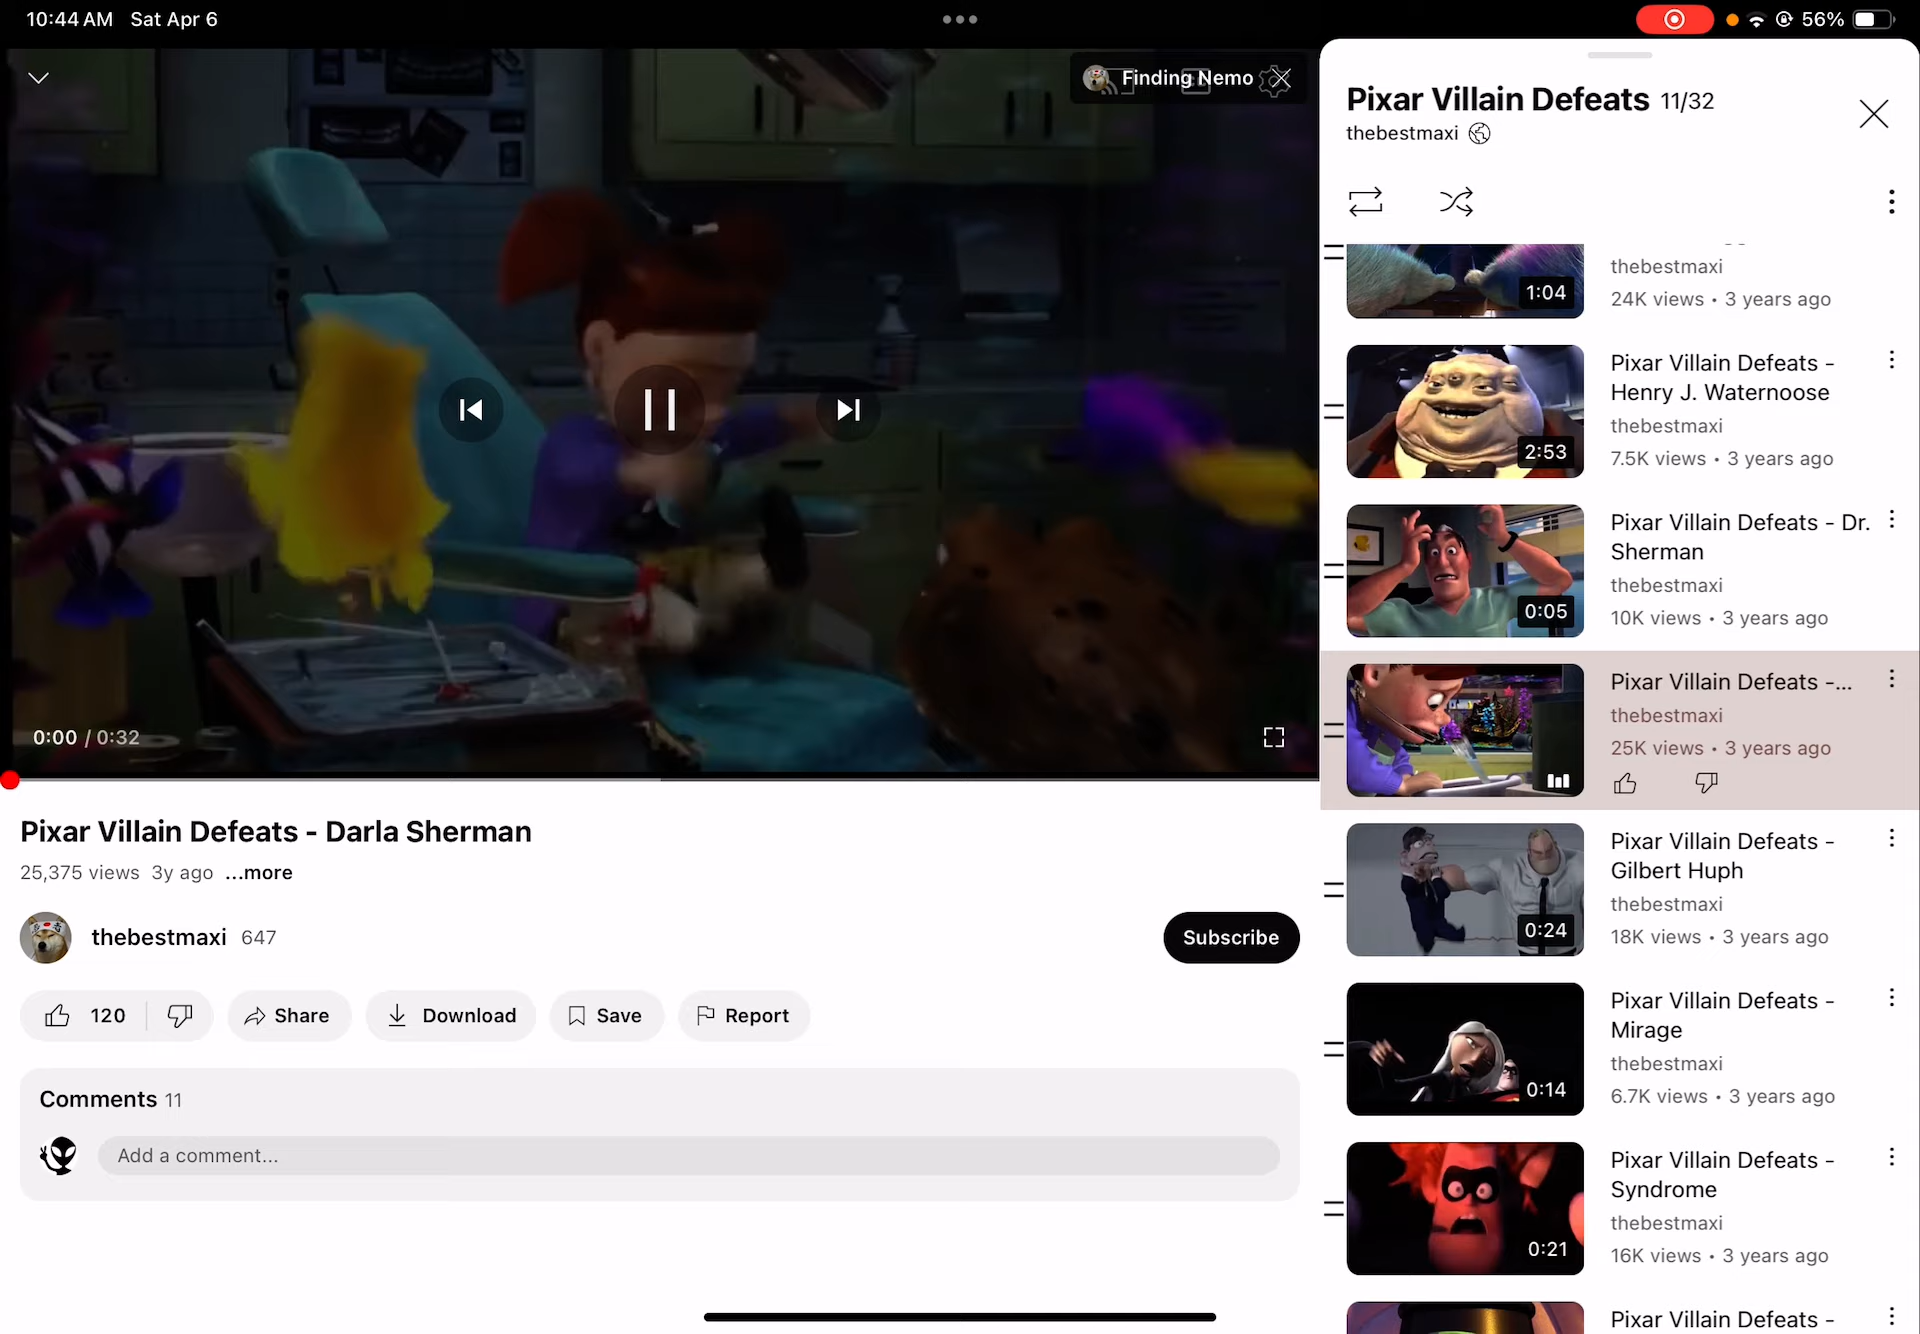 10:44 AM Sat Apr 6
56%
Finding Nemo
0:00 / 0:32
Pixar Villain Defeats - Darla Sherman
25,375 views 3y ago ...more
thebestmaxi 647
Subscribe
120
Share
Download
Save
Report
Comments 11
Add a comment...
Pixar Villain Defeats 11/32
thebestmaxi
1:04
thebestmaxi
24K views • 3 years ago
2:53
Pixar Villain Defeats -
Henry J. Waternoose
thebestmaxi
7.5K views • 3 years ago
0:05
Pixar Villain Defeats - Dr.
Sherman
thebestmaxi
10K views • 3 years ago
Pixar Villain Defeats -...
thebestmaxi
25K views • 3 years ago
0:24
Pixar Villain Defeats -
Gilbert Huph
thebestmaxi
18K views • 3 years ago
0:14
Pixar Villain Defeats -
Mirage
thebestmaxi
6.7K views • 3 years ago
0:21
Pixar Villain Defeats -
Syndrome
thebestmaxi
16K views • 3 years ago
Pixar Villain Defeats -